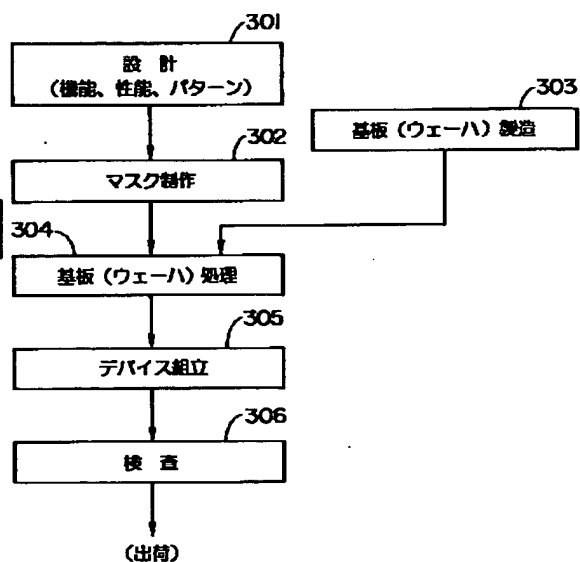 301
設 計
(機能、性能、パターン)
303
基板(ウェーハ)製造
302
マスク制作
304
基板(ウェーハ)処理
305
デバイス組立
306
検 査
(出荷)